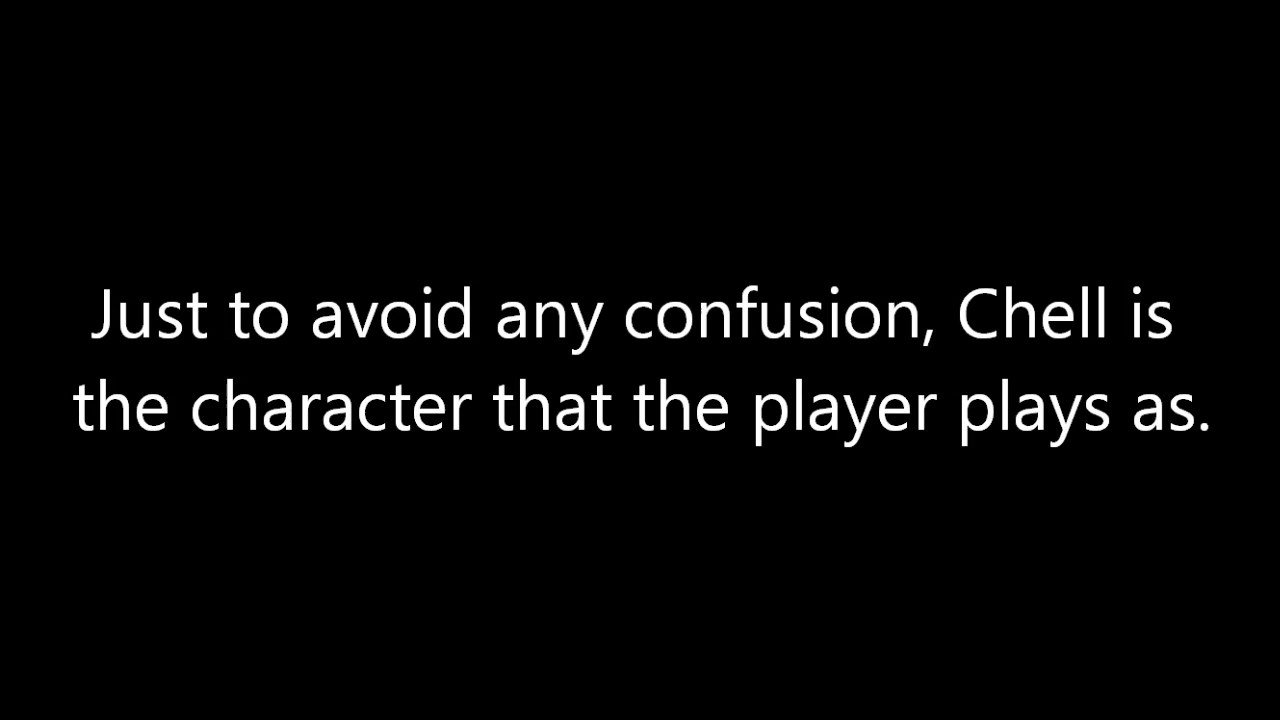 Just to avoid any confusion, Chell is
the character that the player plays as.